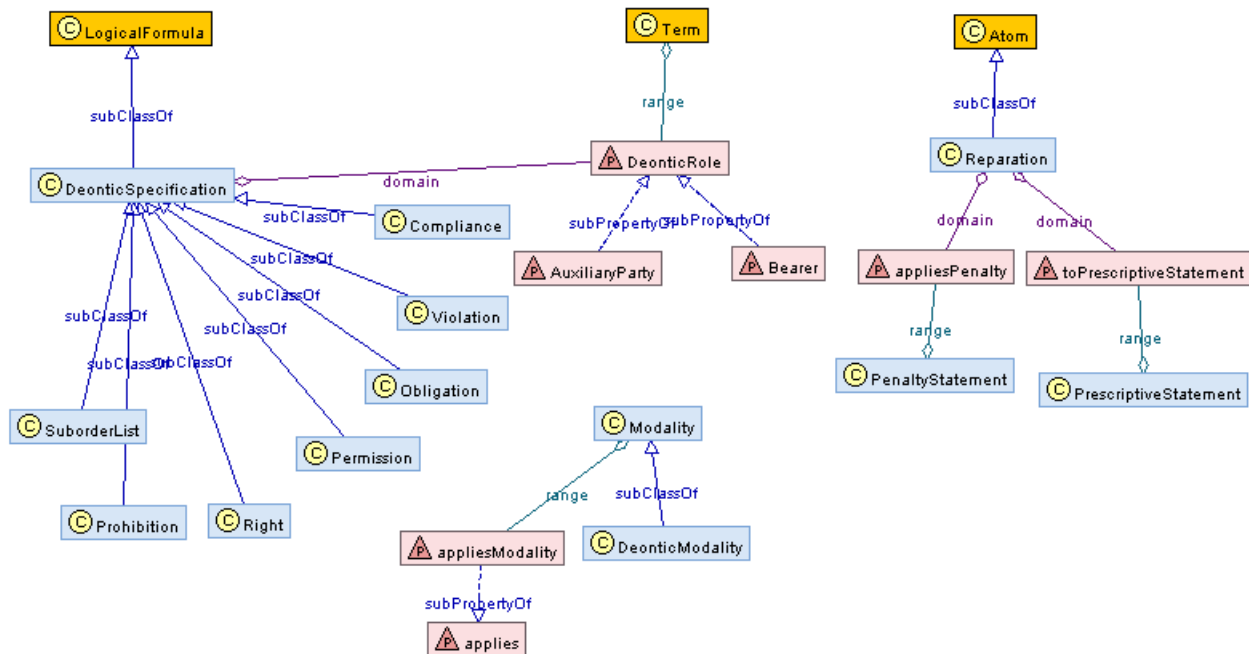 C LogicalFormula
C Term
C Atom
subClassOf
range
subClassOf
P DeonticRole
C Reparation
C DeonticSpecification
domain
subClassOf
C Compliance
subPropertyOf
subPropertyOf
domain
domain
P AuxiliaryParty
P Bearer
P appliesPenalty
P toPrescriptiveStatement
subClassOf
subClassOf
C Violation
subClassOf
subClassOf
range
range
subClassOf
subClassOf
C Obligation
C PenaltyStatement
C PrescriptiveStatement
C SuborderList
C Modality
C Permission
range
subClassOf
C Prohibition
C Right
P appliesModality
C DeonticModality
subPropertyOf
P applies